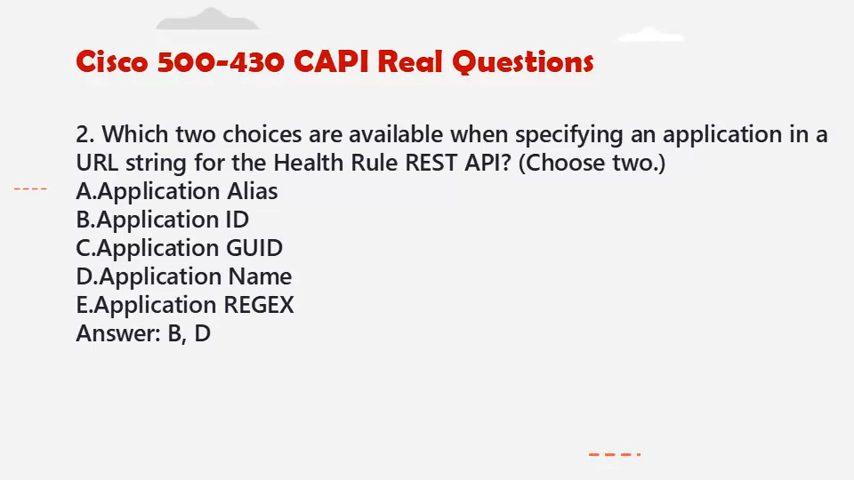 Cisco 500-430 CAPI Real Questions
2. Which two choices are available when specifying an application in a
URL string for the Health Rule REST API? (Choose two.)
A.Application Alias
B.Application ID
C.Application GUID
D.Application Name
E.Application REGEX
Answer: B, D